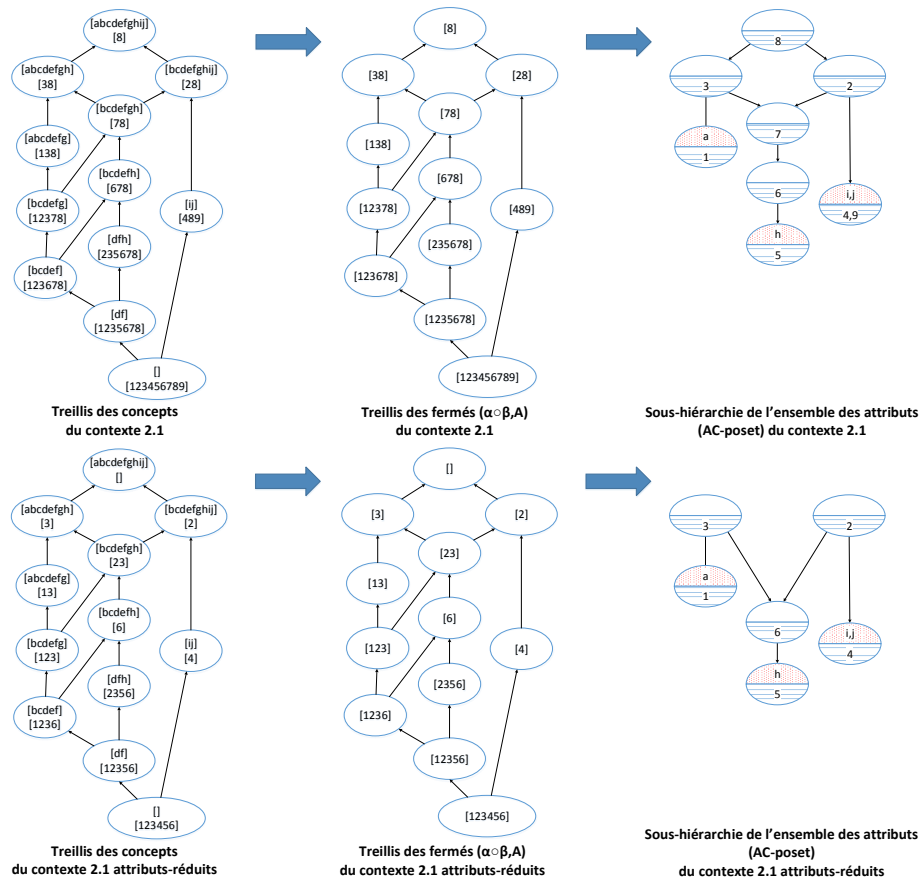 [abcdefghij]
[8]
[abcdefgh]
[38]
[bcdefghij]
[28]
[bcdefgh]
[78]
[abcdefg]
[138]
[bcdefh]
[678]
[bcdefg]
[12378]
[ij]
[489]
[dfh]
[235678]
[bcdef]
[123678]
[df]
[1235678]
[]
[123456789]
Treillis des concepts
du contexte 2.1
[8]
[38]
[28]
[78]
[138]
[678]
[12378]
[489]
[235678]
[123678]
[1235678]
[123456789]
Treillis des fermés (α○β,A)
du contexte 2.1
8
3
2
7
a
1
6
i,j
4,9
h
5
Sous-hiérarchie de l'ensemble des attributs
(AC-poset) du contexte 2.1
[abcdefghij]
[]
[abcdefgh]
[3]
[bcdefghij]
[2]
[bcdefgh]
[23]
[abcdefg]
[13]
[bcdefh]
[6]
[bcdefg]
[123]
[ij]
[4]
[dfh]
[2356]
[bcdef]
[1236]
[df]
[12356]
[]
[123456]
Treillis des concepts
du contexte 2.1 attributs-réduits
[]
[3]
[2]
[23]
[13]
[6]
[123]
[4]
[2356]
[1236]
[12356]
[123456]
Treillis des fermés (α○β,A)
du contexte 2.1 attributs-réduits
3
2
a
1
6
i,j
4
h
5
Sous-hiérarchie de l'ensemble des attributs
(AC-poset)
du contexte 2.1 attributs-réduits